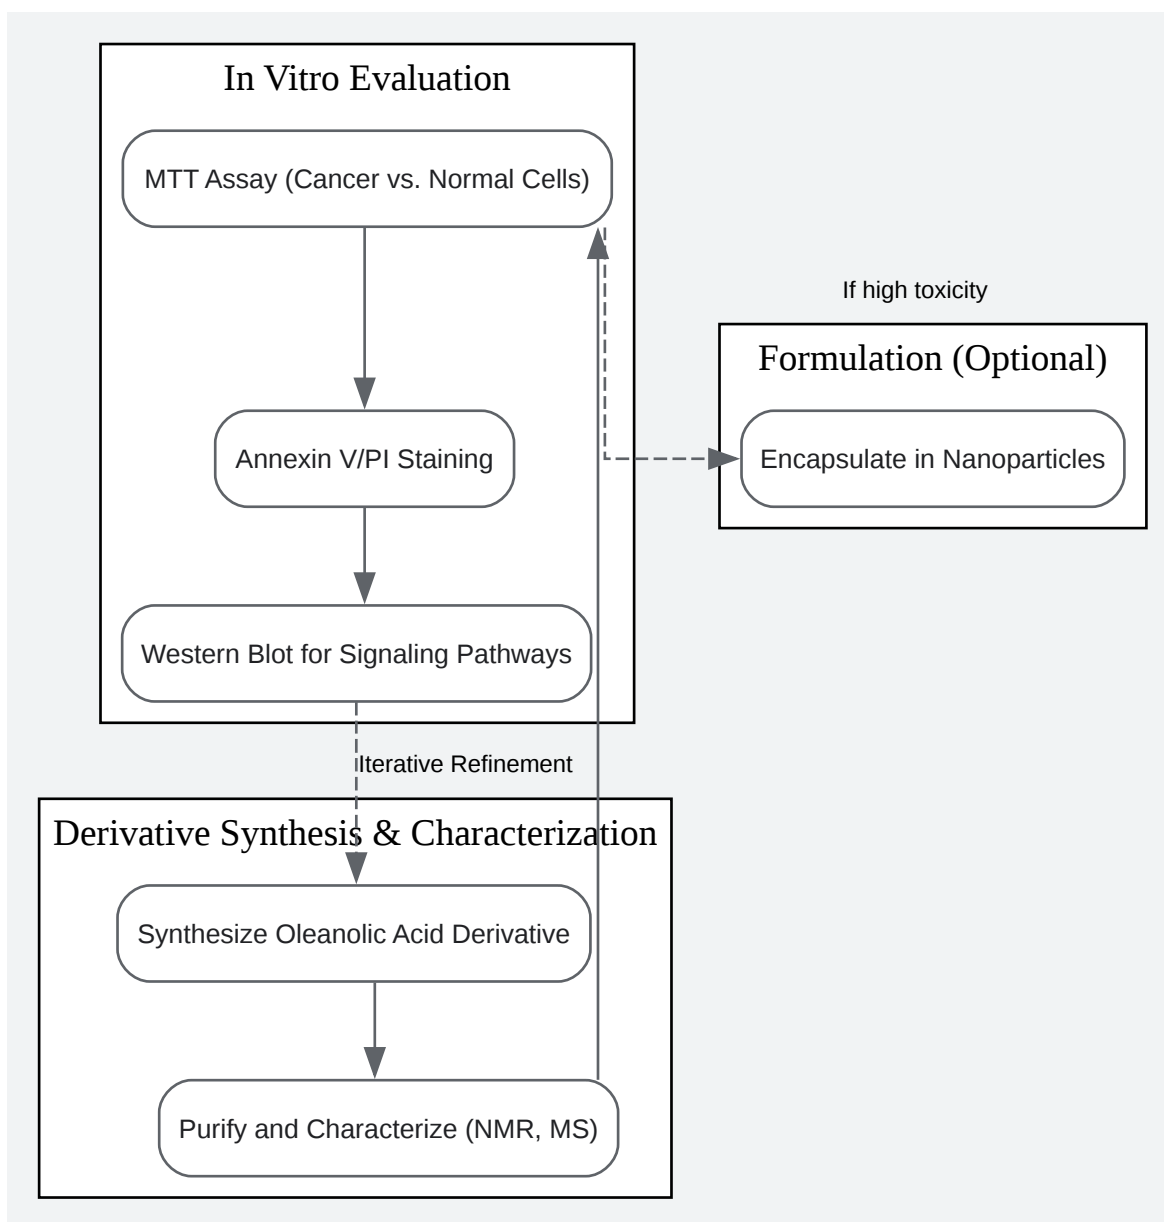 In Vitro Evaluation
MTT Assay (Cancer vs. Normal Cells)
If high toxicity
Formulation (Optional)
Annexin V/PI Staining
Encapsulate in Nanoparticles
Western Blot for Signaling Pathways
Iterative Refinement
Derivative Synthesis & Characterization
Synthesize Oleanolic Acid Derivative
Purify and Characterize (NMR, MS)